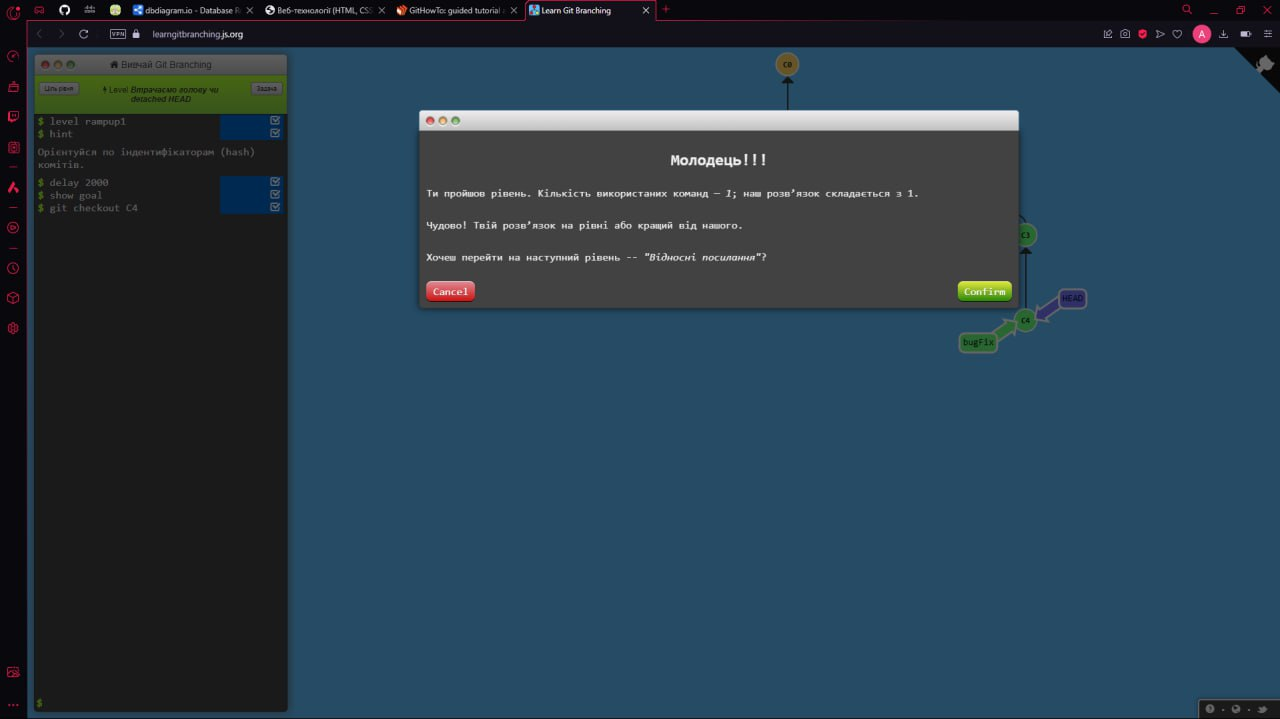 dbdiagram.io - Database R
Веб-технології (HTML, CSS
GitHowTo: guided tutorial
Learn Git Branching
VPN
learngitbranching.js.org
A
Вивчай Git Branching
Ціль рівня
Level Втрачаємо голову чи
detached HEAD
Задача
$ level rampup1
$ hint
Орієнтуйся по індентифікаторам (hash)
комітів.
$ delay 2000
$ show goal
$ git checkout C4
$
C0
Молодець!!!
Ти пройшов рівень. Кількість використаних команд — 1; наш розв’язок складається з 1.
Чудово! Твій розв’язок на рівні або кращий від нашого.
Хочеш перейти на наступний рівень -- "Відносні посилання"?
Cancel
Confirm
C3
HEAD
C4
bugFix